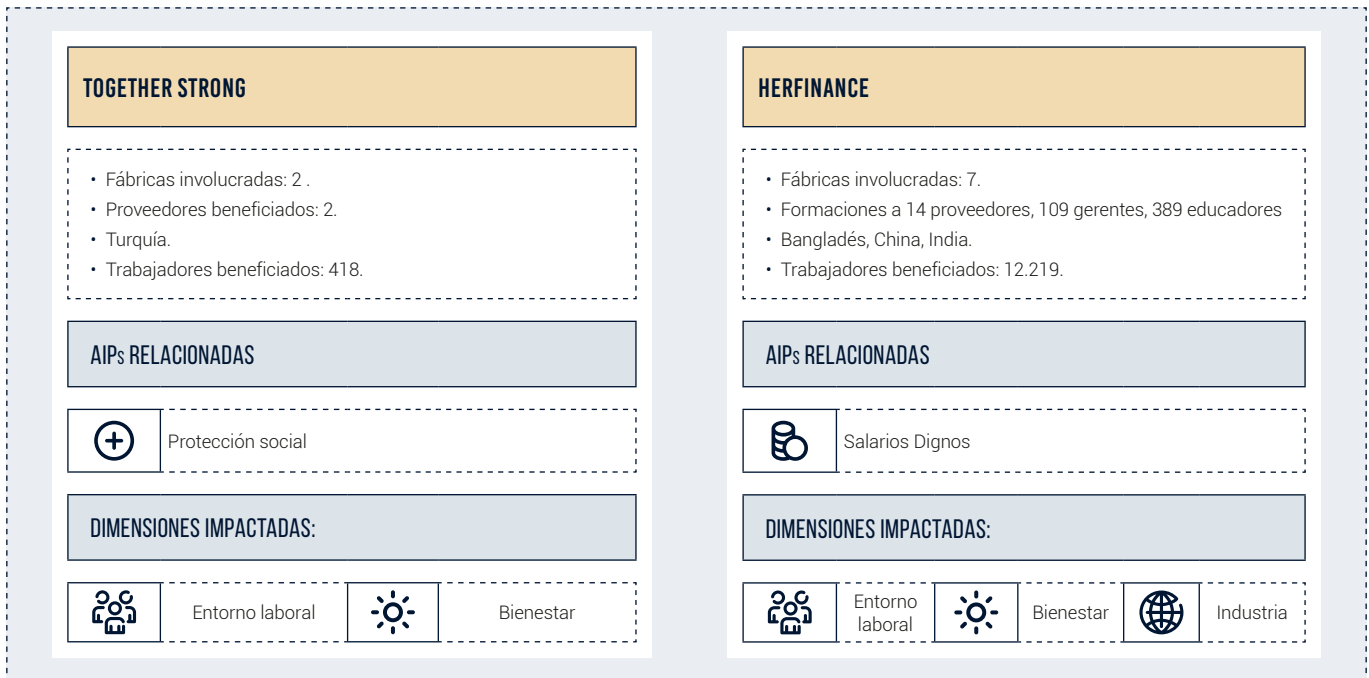 TOGETHER STRONG
• Fábricas involucradas: 2 .
• Proveedores beneficiados: 2.
• Turquía.
• Trabajadores beneficiados: 418.
AIPs RELACIONADAS
Protección social
DIMENSIONES IMPACTADAS:
Entorno laboral
Bienestar
HERFINANCE
• Fábricas involucradas: 7.
• Formaciones a 14 proveedores, 109 gerentes, 389 educadores
• Bangladés, China, India.
• Trabajadores beneficiados: 12.219.
AIPs RELACIONADAS
Salarios Dignos
DIMENSIONES IMPACTADAS:
Entorno
laboral
Bienestar
Industria